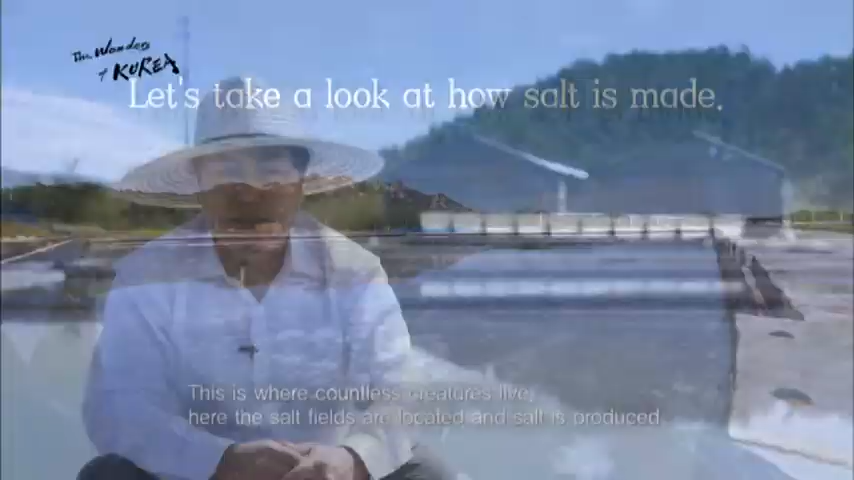 The Wonders
of KOREA
Let's take a look at how salt is made.
This is where countless creatures live,
here the salt fields are located and salt is produced